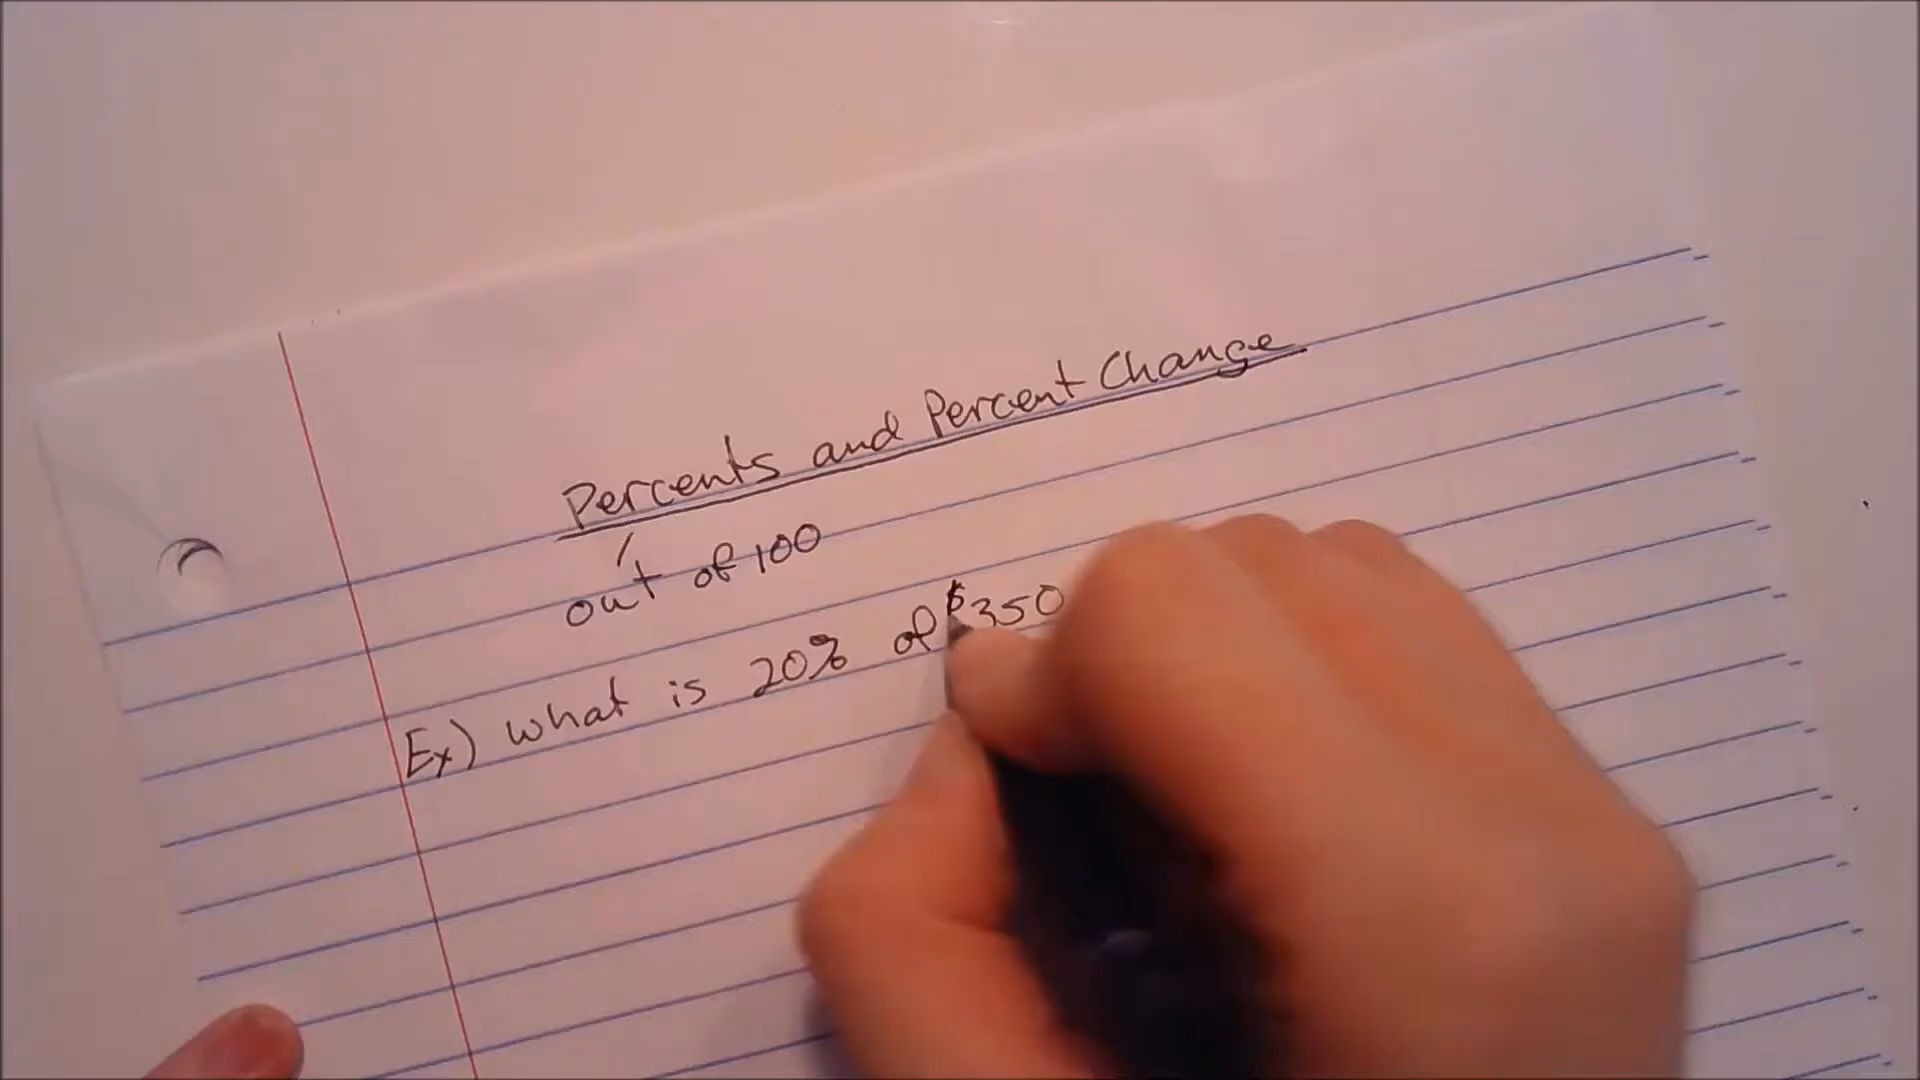 Percents and Percent Change
out of 100
Ex) what is 20% of $350